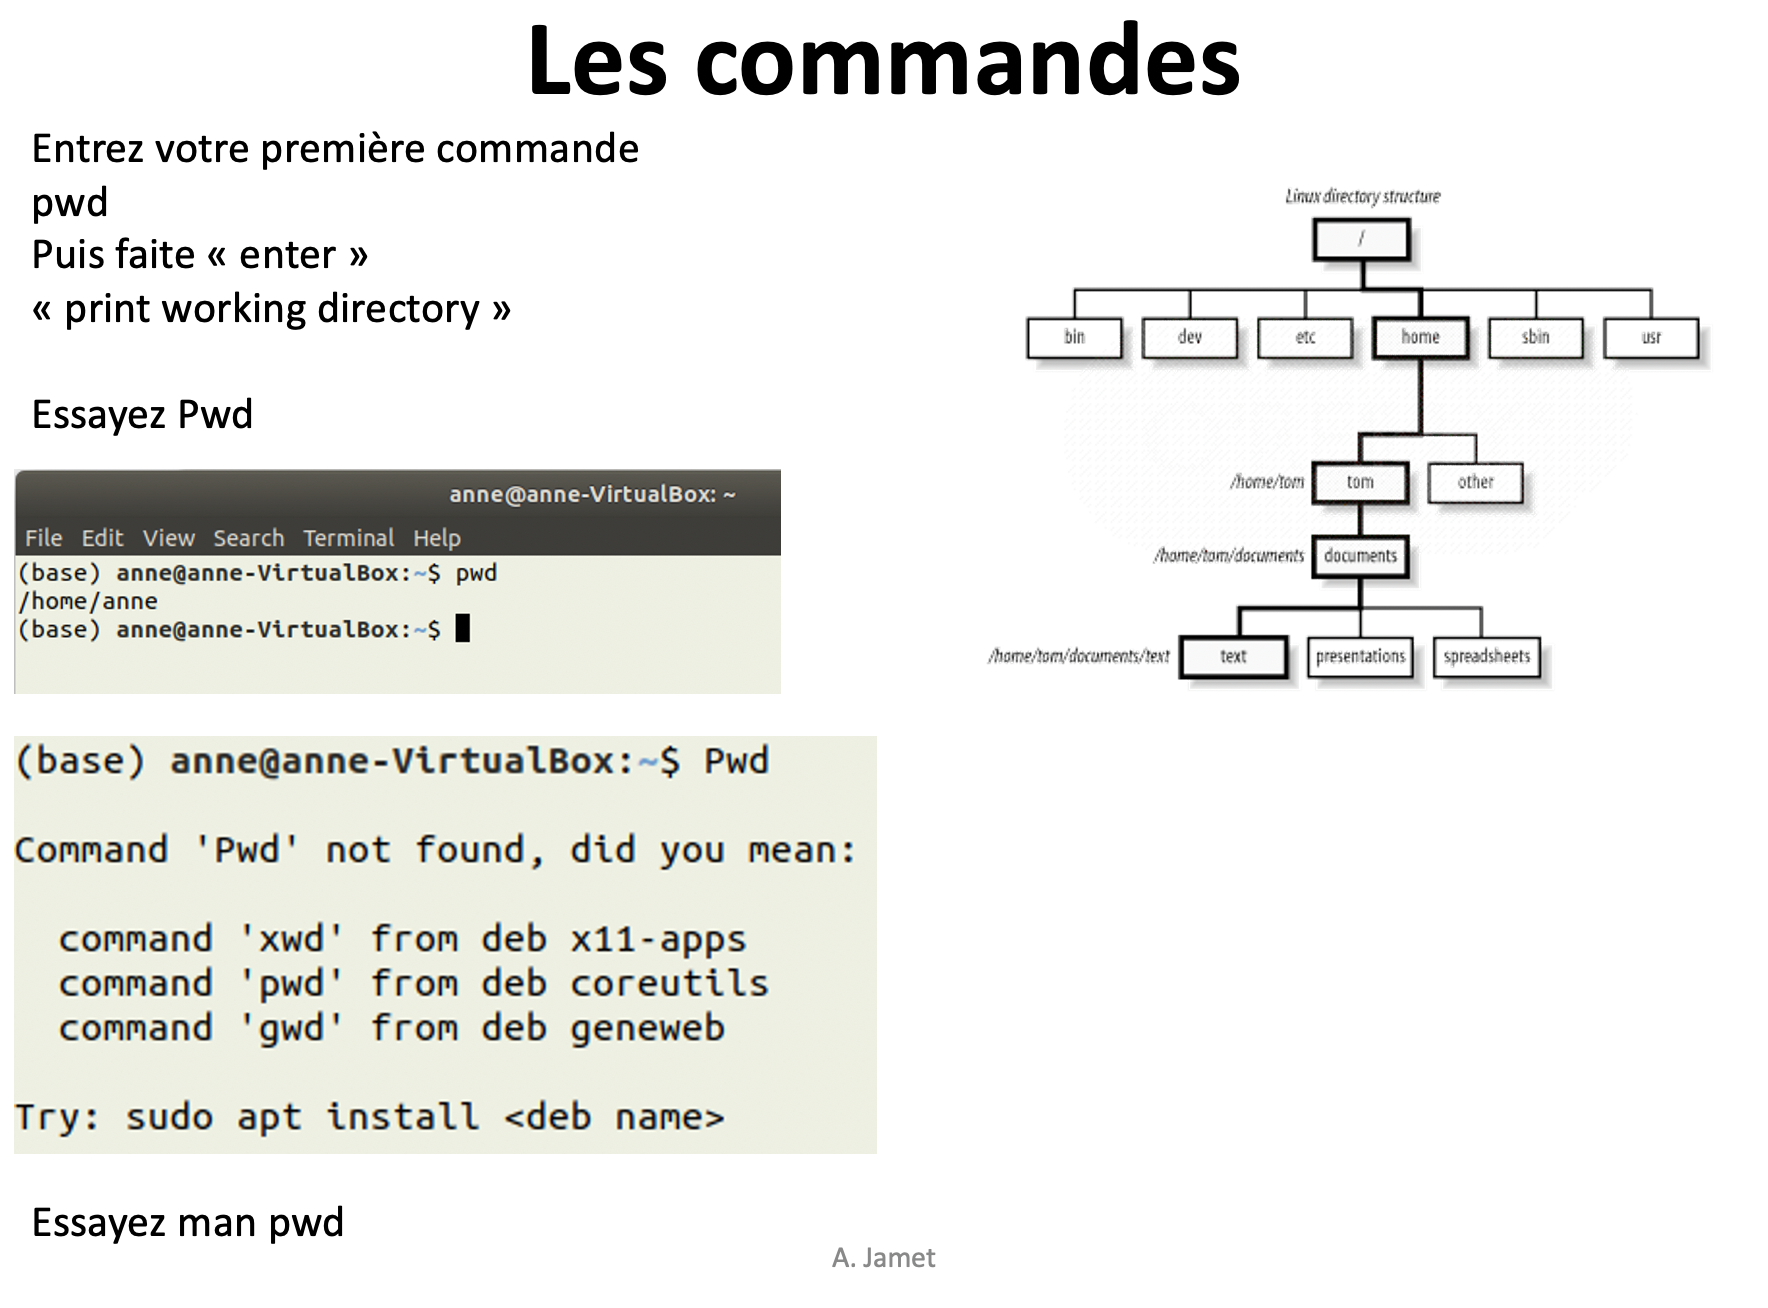 Les commandes
Entrez votre première commande
pwd
Puis faite « enter »
« print working directory »
Essayez Pwd
anne@anne-VirtualBox: ~
File Edit View Search Terminal Help
(base) anne@anne-VirtualBox:~$ pwd
/home/anne
(base) anne@anne-VirtualBox:~$
(base) anne@anne-VirtualBox:~$ Pwd
Command 'Pwd' not found, did you mean:
command 'xwd' from deb x11-apps
command 'pwd' from deb coreutils
command 'gwd' from deb geneweb
Try: sudo apt install <deb name>
Essayez man pwd
Linux directory structure
/
bin dev etc home sbin usr
/home/tom tom other
/home/tom/documents documents
/home/tom/documents/text text presentations spreadsheets
A. Jamet